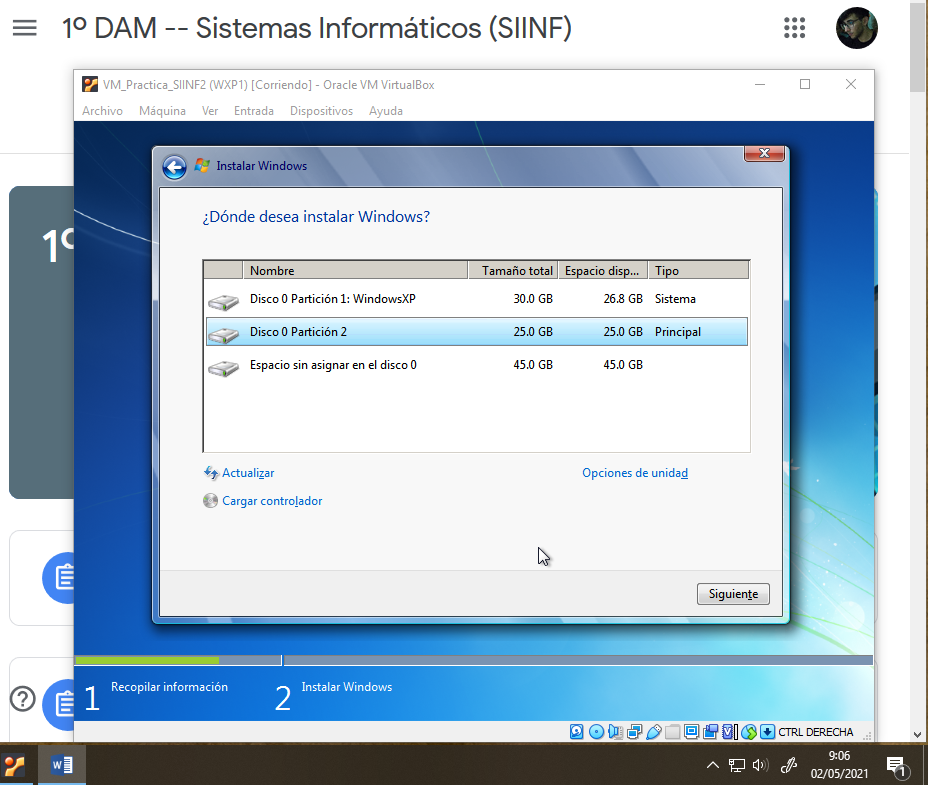 1º DAM -- Sistemas Informáticos (SIINF)
VM_Practica_SIINF2 (WXP1) [Corriendo] - Oracle VM VirtualBox
Archivo Máquina Ver Entrada Dispositivos Ayuda
Instalar Windows
1º
¿Dónde desea instalar Windows?
Nombre Tamaño total Espacio disp... Tipo
Disco 0 Partición 1: WindowsXP 30.0 GB 26.8 GB Sistema
Disco 0 Partición 2 25.0 GB 25.0 GB Principal
Espacio sin asignar en el disco 0 45.0 GB 45.0 GB
Actualizar Opciones de unidad
Cargar controlador
Siguiente
1 Recopilar información 2 Instalar Windows
CTRL DERECHA
9:06
02/05/2021
1